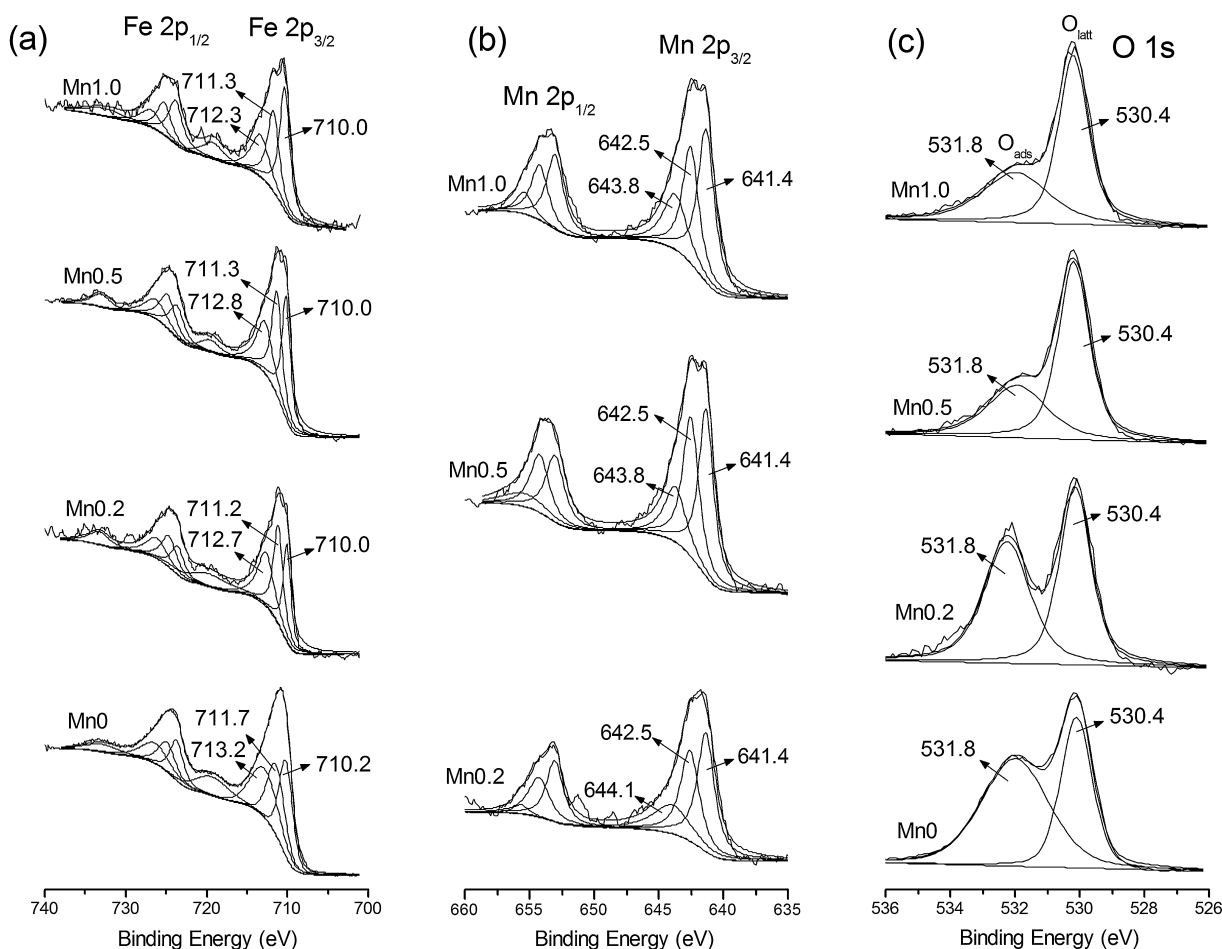 (a)
Fe 2p1/2
Fe 2p3/2
Mn1.0
711.3
712.3
710.0
Mn0.5
711.3
712.8
710.0
Mn0.2
711.2
712.7
710.0
Mn0
711.7
713.2
710.2
740 730 720 710 700
Binding Energy (eV)
(b)
Mn 2p3/2
Mn 2p1/2
642.5
Mn1.0
643.8
641.4
642.5
Mn0.5
643.8
641.4
642.5
Mn0.2
644.1
641.4
660 655 650 645 640 635
Binding Energy (eV)
(c)
Olatt
O 1s
531.8
Oads
530.4
Mn1.0
530.4
531.8
Mn0.5
530.4
531.8
Mn0.2
530.4
531.8
Mn0
536 534 532 530 528 526
Binding Energy (eV)